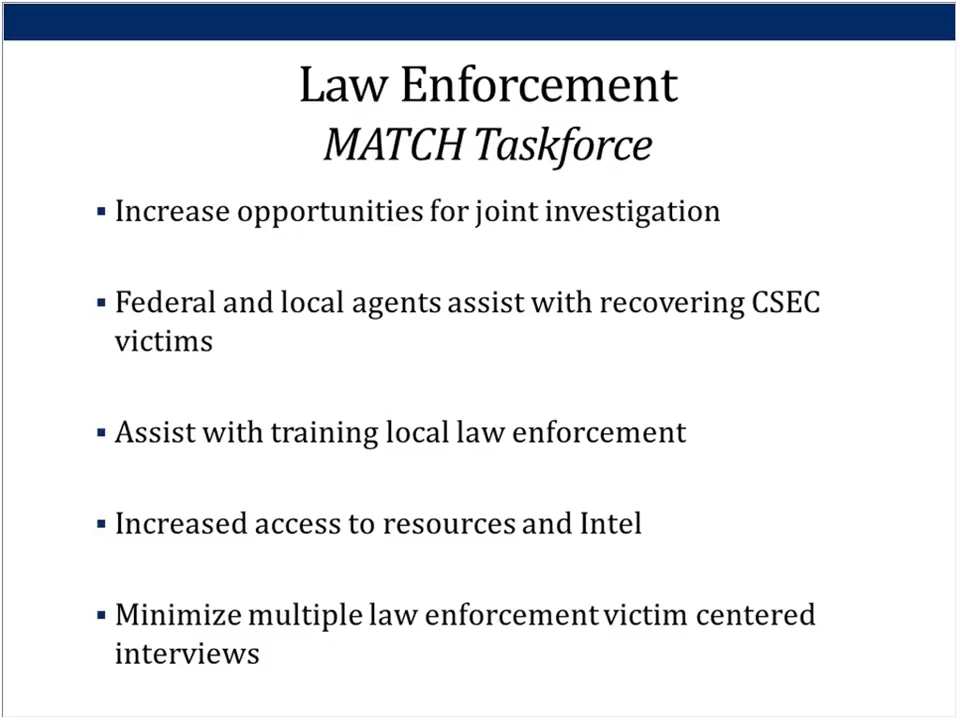 Law Enforcement
MATCH Taskforce
▪ Increase opportunities for joint investigation
▪ Federal and local agents assist with recovering CSEC
victims
▪ Assist with training local law enforcement
▪ Increased access to resources and Intel
▪ Minimize multiple law enforcement victim centered
interviews